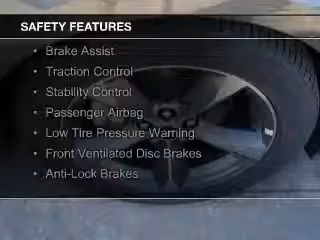 SAFETY FEATURES
• Brake Assist
• Traction Control
• Stability Control
• Passenger Airbag
• Low Tire Pressure Warning
• Front Ventilated Disc Brakes
• Anti-Lock Brakes